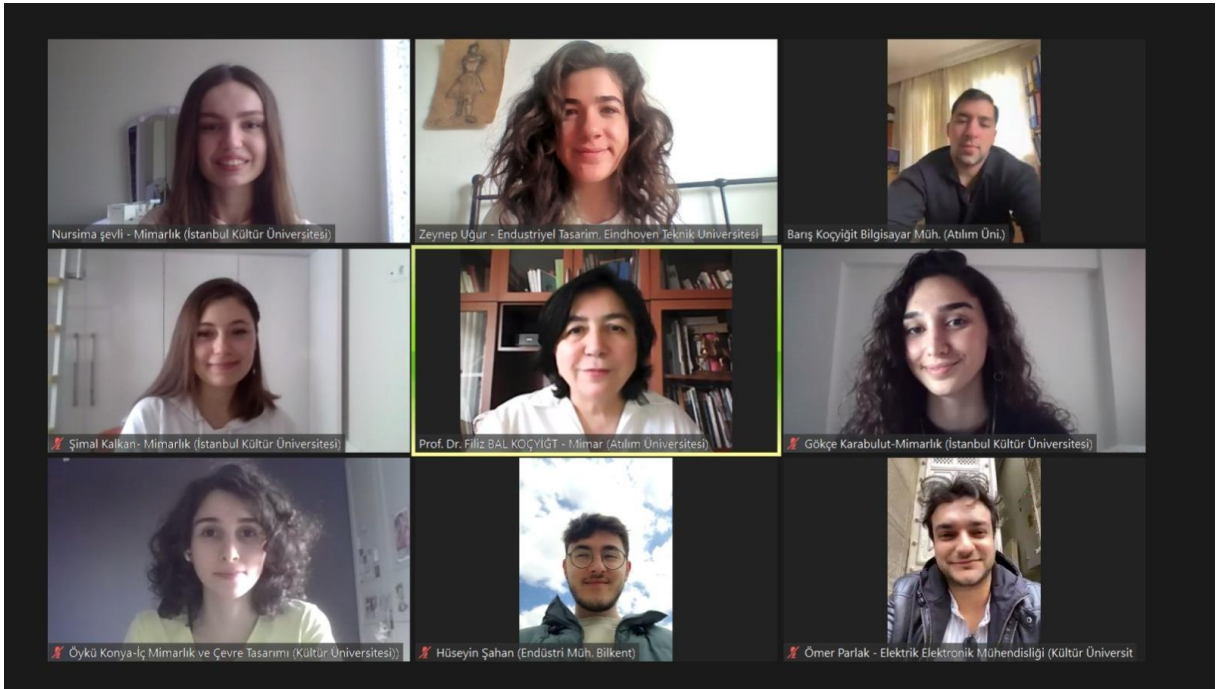 Nursima şevli - Mimarlık (İstanbul Kültür Üniversitesi)
Zeynep Uğur - Endustriyel Tasarim, Eindhoven Teknik Universitesi
Barış Koçyiğit Bilgisayar Müh. (Atılım Üni.)
Şimal Kalkan- Mimarlık (İstanbul Kültür Üniversitesi)
Prof. Dr. Filiz BAL KOÇYİĞT - Mimar (Atılım Üniversitesi)
Gökçe Karabulut-Mimarlık (İstanbul Kültür Üniversitesi)
Öykü Konya-İç Mimarlık ve Çevre Tasarımı (Kültür Üniversitesi))
Hüseyin Şahan (Endüstri Müh. Bilkent)
Ömer Parlak - Elektrik Elektronik Mühendisliği (Kültür Üniversit